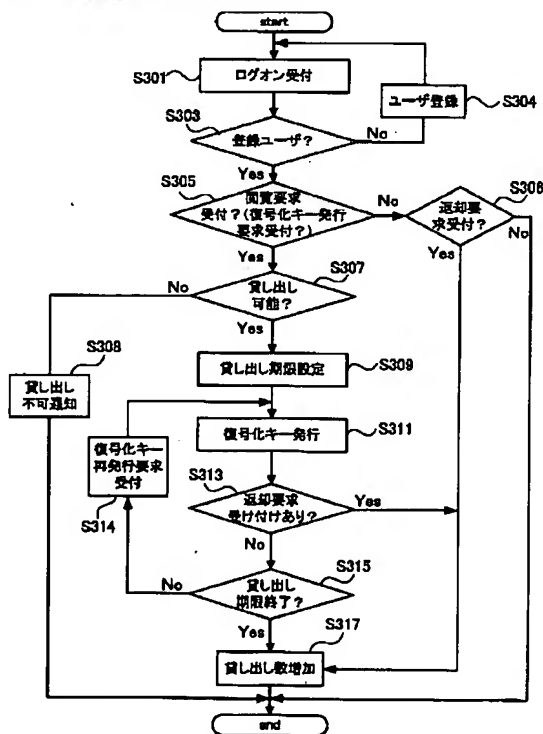 start
S301
ログオン受付
ユーザ登録
S304
S303
登録ユーザ?
No
Yes
S305
閲覧要求
受付?(復号化キー発行
要求受付?)
No
S306
返却要
求受付?
No
Yes
Yes
S307
No
貸し出し
可能?
Yes
S308
貸し出し
不可通知
貸し出し期限設定
S309
復号化キー発行
S311
復号化キー
再発行要求
受付
S314
S313
返却要求
受け付けあり?
Yes
No
S315
No
貸し出し
期限終了?
Yes
S317
貸し出し数増加
end